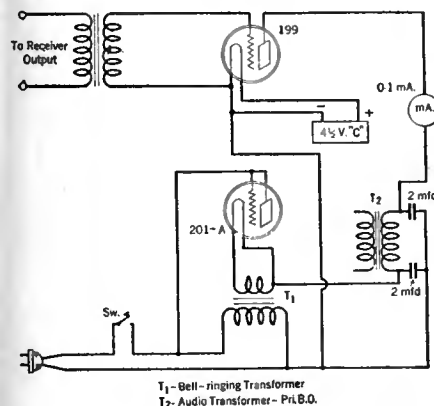 To Receiver
Output
199
0·1 mA.
mA.
- +
4½ V. "C"
T2
2 mfd
201-A
2 mfd
T1
Sw.
T1 - Bell - ringing Transformer
T2 - Audio Transformer - Pri. B.O.